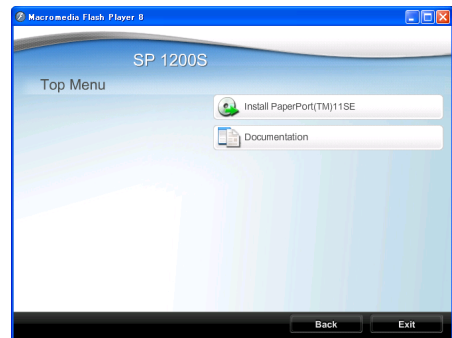 Macromedia Flash Player 8
SP 1200S
Top Menu
Install PaperPort(TM)11SE
Documentation
Back
Exit